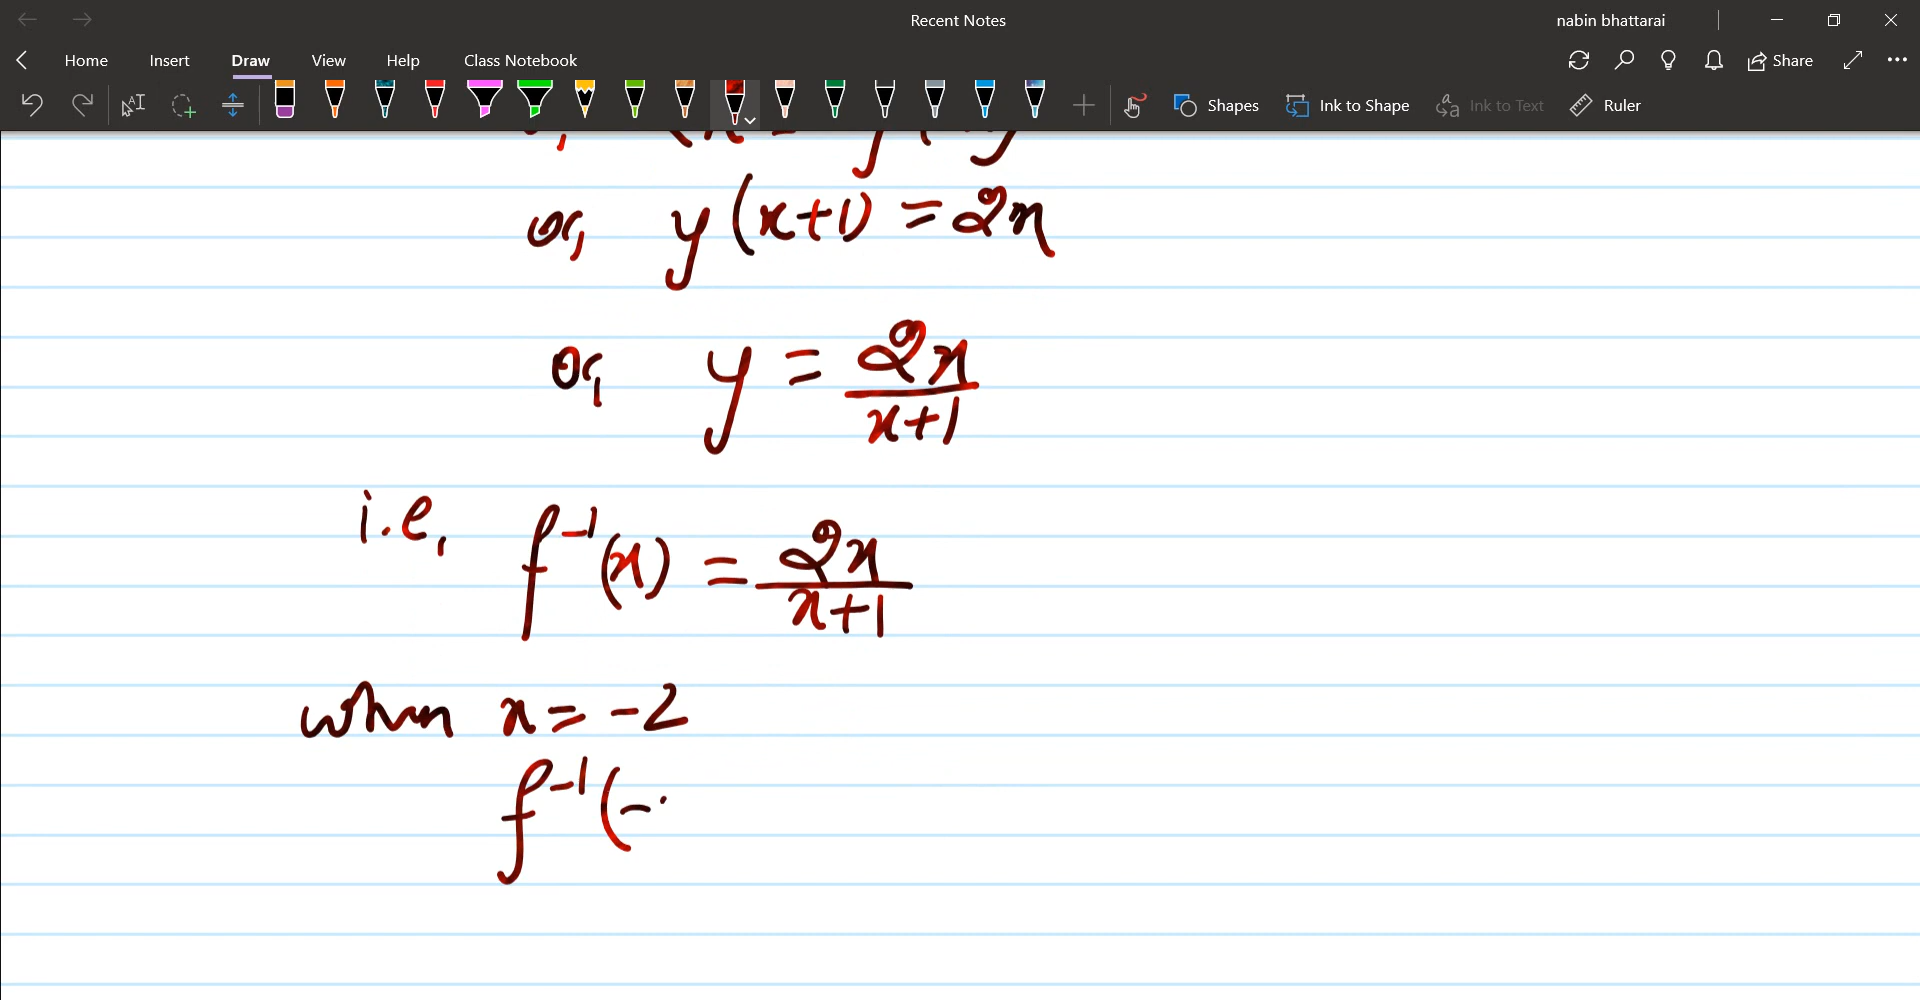 Recent Notes nabin bhattarai
Home Insert Draw View Help Class Notebook Share
Shapes Ink to Shape Ink to Text Ruler
or, y(x+1) = 2x
or, y = 2x
x+1
i.e, f⁻¹(x) = 2x
x+1
when x = -2
f⁻¹(-